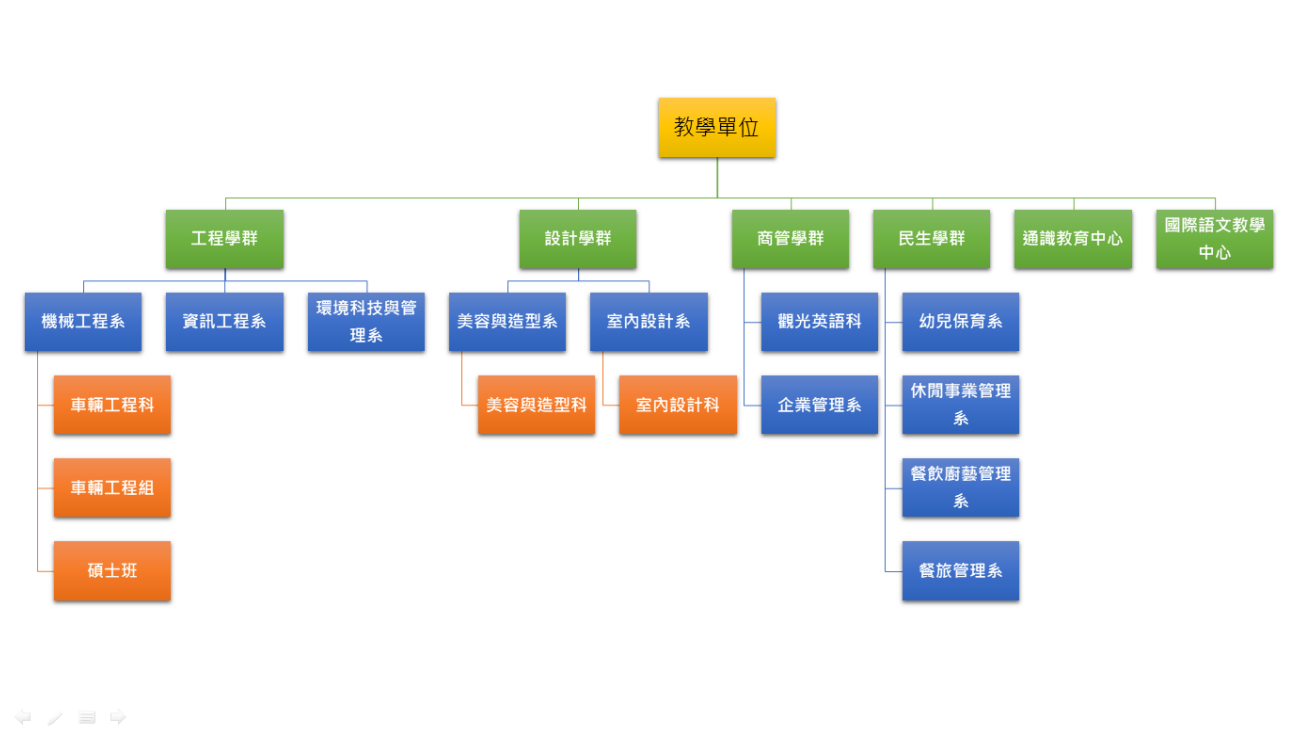 教學單位
工程學群
設計學群
商管學群
民生學群
通識教育中心
國際語文教學
中心
機械工程系
資訊工程系
環境科技與管
理系
美容與造型系
室內設計系
觀光英語科
幼兒保育系
車輛工程科
美容與造型科
室內設計科
企業管理系
休閒事業管理
系
車輛工程組
餐飲廚藝管理
系
碩士班
餐旅管理系